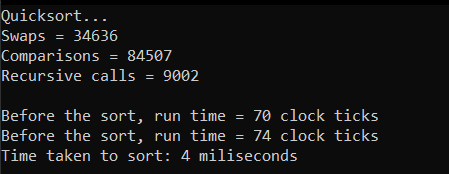 Quicksort...
Swaps = 34636
Comparisons = 84507
Recursive calls = 9002
Before the sort, run time = 70 clock ticks
Before the sort, run time = 74 clock ticks
Time taken to sort: 4 miliseconds